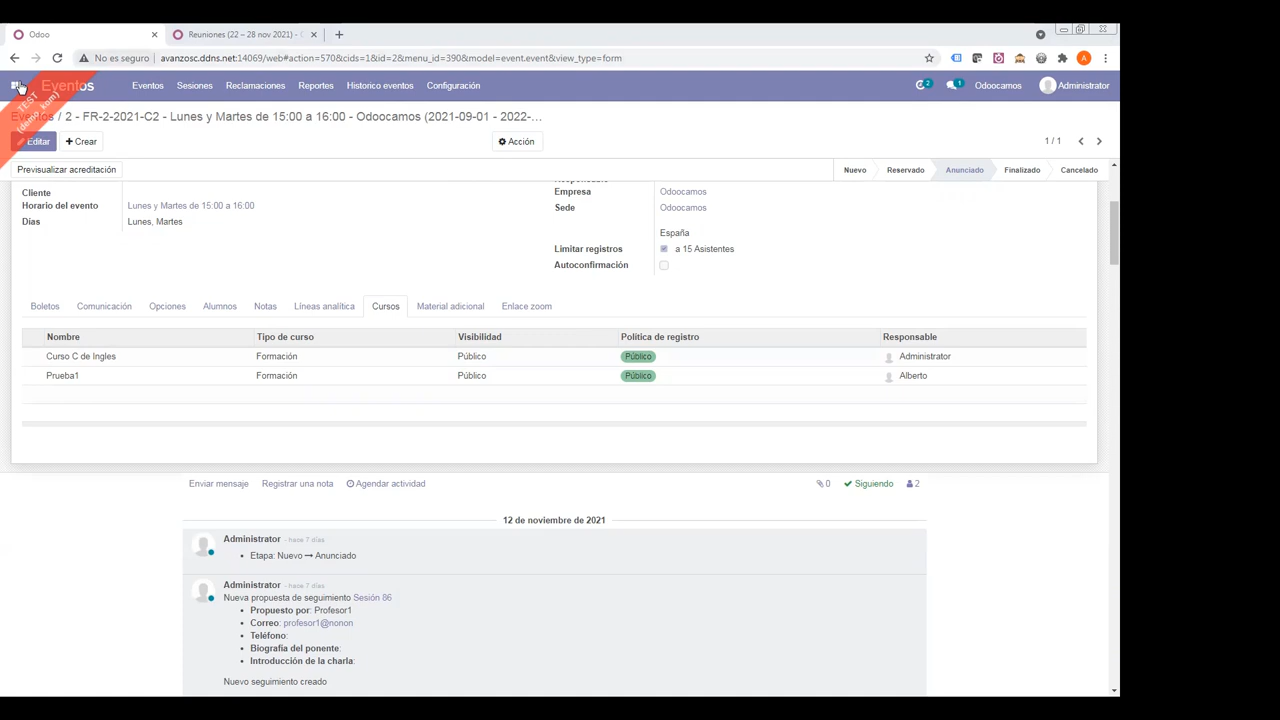 Odoo
Reuniones (22 – 28 nov 2021) - O
No es seguro
avanzosc.ddns.net:14069/web#action=570&cids=1&id=2&menu_id=390&model=event.event&view_type=form
A
TEST
Eventos
Eventos
Sesiones
Reclamaciones
Reportes
Historico eventos
Configuración
2
1
Odoocamos
Administrator
Eventos / 2 - FR-2-2021-C2 - Lunes y Martes de 15:00 a 16:00 - Odoocamos (2021-09-01 - 2022-...
Editar
Crear
Acción
1 / 1
Previsualizar acreditación
Nuevo
Reservado
Anunciado
Finalizado
Cancelado
Cliente
Horario del evento
Lunes y Martes de 15:00 a 16:00
Días
Lunes, Martes
Responsable
Empresa
Odoocamos
Sede
Odoocamos
España
Limitar registros
a 15 Asistentes
Autoconfirmación
Boletos
Comunicación
Opciones
Alumnos
Notas
Líneas analítica
Cursos
Material adicional
Enlace zoom
Nombre
Tipo de curso
Visibilidad
Política de registro
Responsable
Curso C de Ingles
Formación
Público
Público
Administrator
Prueba1
Formación
Público
Público
Alberto
Enviar mensaje
Registrar una nota
Agendar actividad
0
Siguiendo
2
12 de noviembre de 2021
Administrator - hace 7 días
• Etapa: Nuevo → Anunciado
Administrator - hace 7 días
Nueva propuesta de seguimiento Sesión 86
• Propuesto por: Profesor1
• Correo: profesor1@nonon
• Teléfono:
• Biografía del ponente:
• Introducción de la charla:
Nuevo seguimiento creado